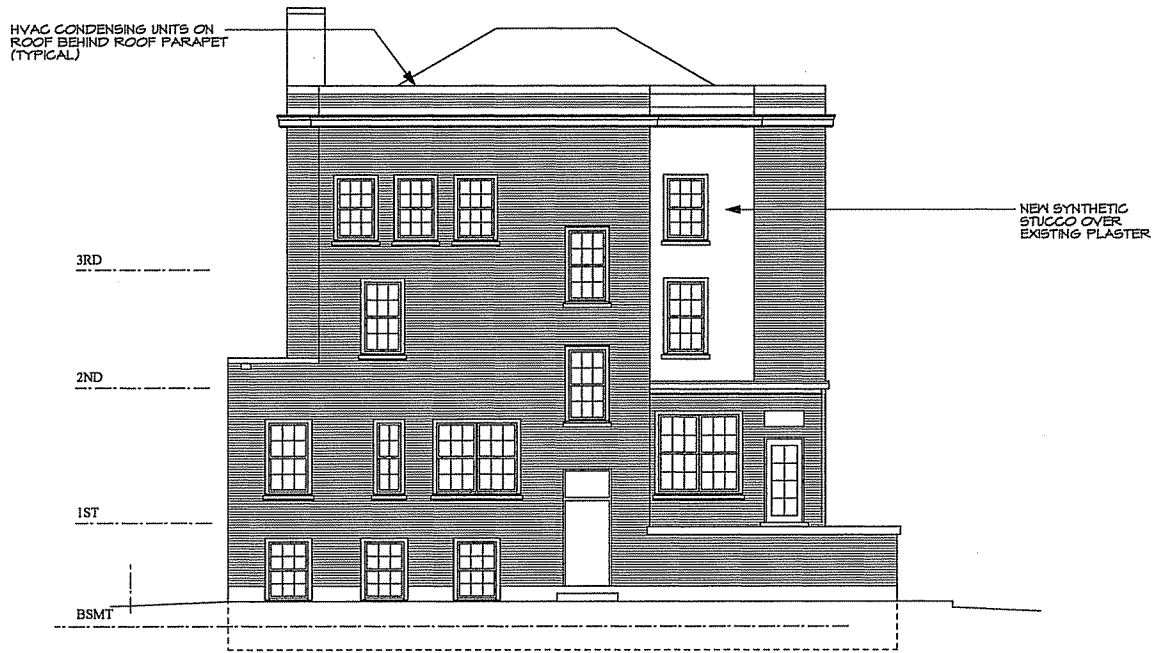 HVAC CONDENSING UNITS ON
ROOF BEHIND ROOF PARAPET
(TYPICAL)
NEW SYNTHETIC
STUCCO OVER
EXISTING PLASTER
3RD
2ND
1ST
BSMT